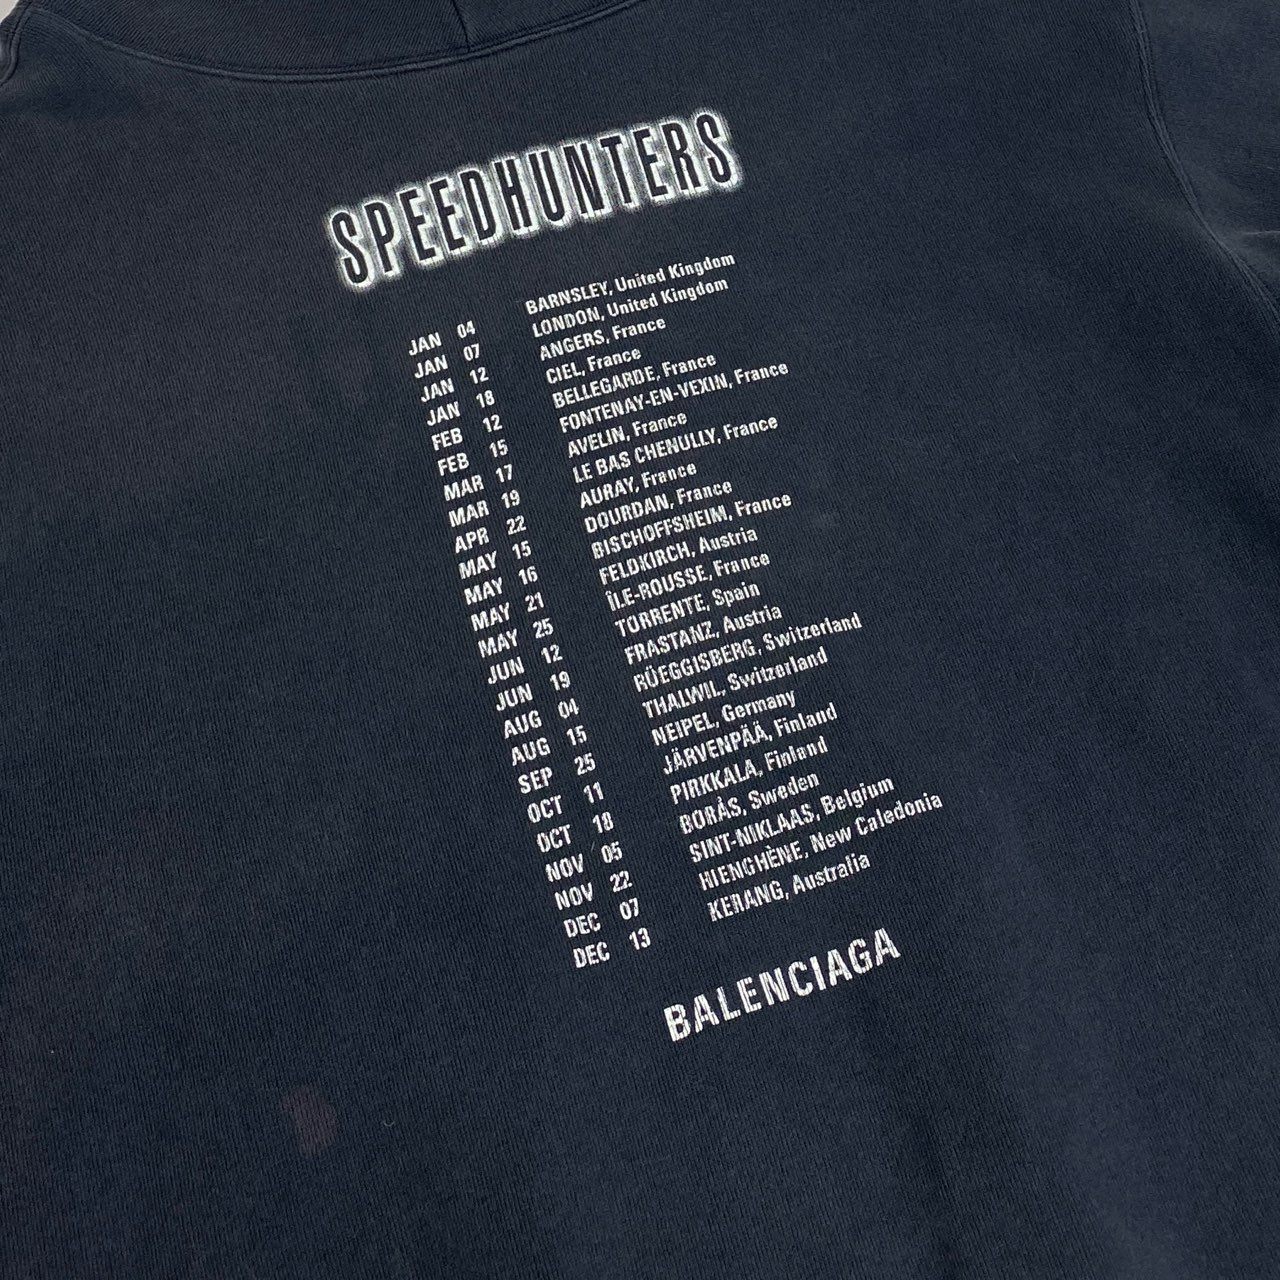 SPEEDHUNTERS
JAN 04 BARNSLEY, United Kingdom
JAN 07 LONDON, United Kingdom
JAN 12 ANGERS, France
JAN 18 CIEL, France
FEB 12 BELLEGARDE, France
FEB 15 FONTENAY-EN-VEXIN, France
MAR 17 AVELIN, France
MAR 19 LE BAS CHENULLY, France
APR 22 AURAY, France
MAY 15 DOURDAN, France
MAY 16 BISCHOFFSHEIM, France
MAY 21 FELDKIRCH, Austria
MAY 25 ÎLE-ROUSSE, France
JUN 12 TORRENTE, Spain
JUN 19 FRASTANZ, Austria
AUG 04 RÜEGGISBERG, Switzerland
AUG 15 THALWIL, Switzerland
SEP 25 NEIPEL, Germany
OCT 11 JÄRVENPÄÄ, Finland
OCT 18 PIRKKALA, Finland
NOV 05 BORÅS, Sweden
NOV 22 SINT-NIKLAAS, Belgium
DEC 07 HIENGHÈNE, New Caledonia
DEC 13 KERANG, Australia
BALENCIAGA